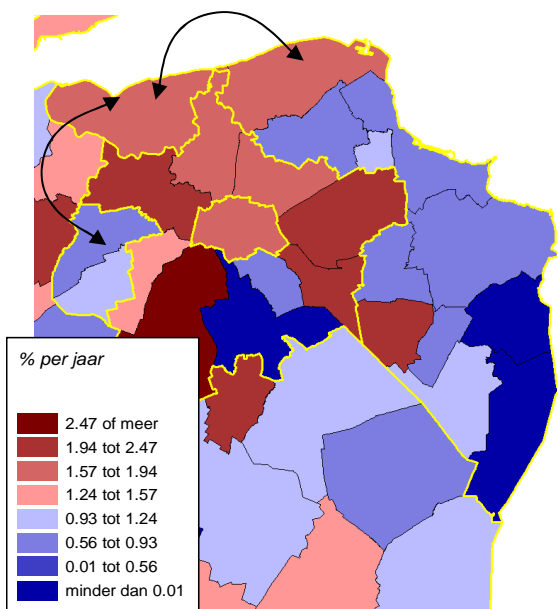 % per jaar
2.47 of meer
1.94 tot 2.47
1.57 tot 1.94
1.24 tot 1.57
0.93 tot 1.24
0.56 tot 0.93
0.01 tot 0.56
minder dan 0.01